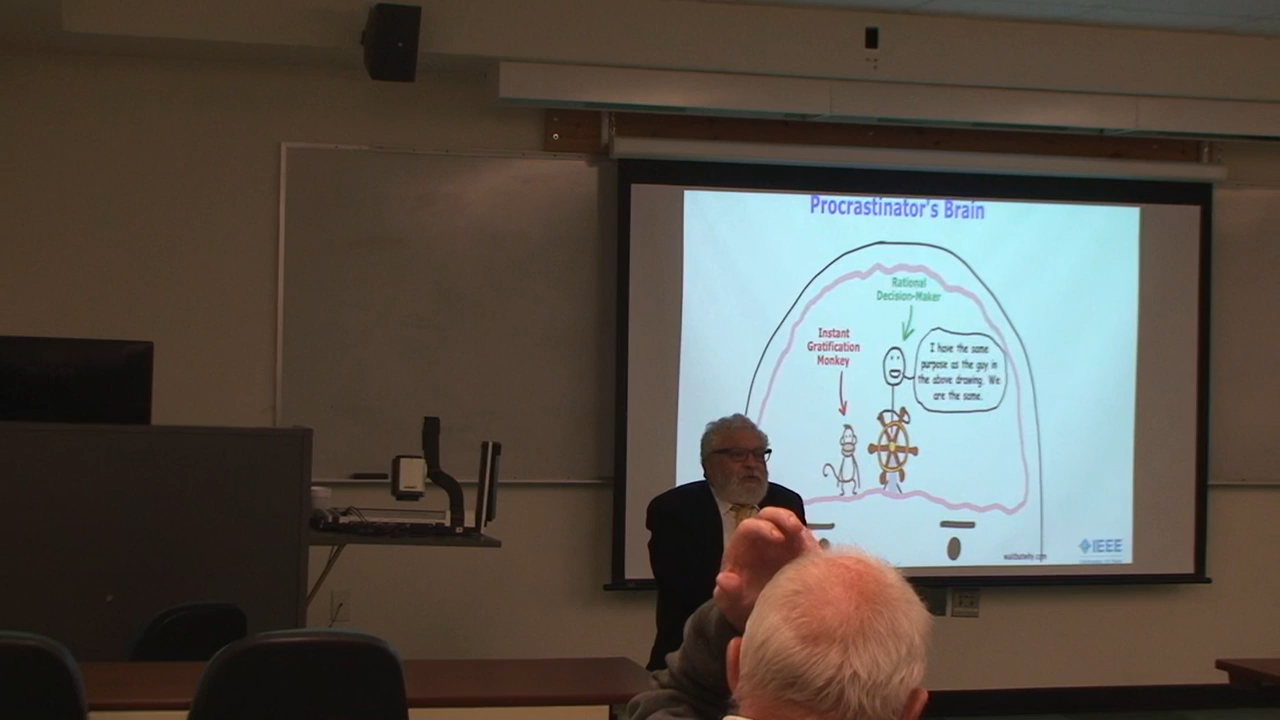 Procrastinator's Brain
Rational
Decision-Maker
Instant
Gratification
Monkey
I have the same
purpose as the guy in
the above drawing. We
are the same.
waitbutwhy.com
IEEE